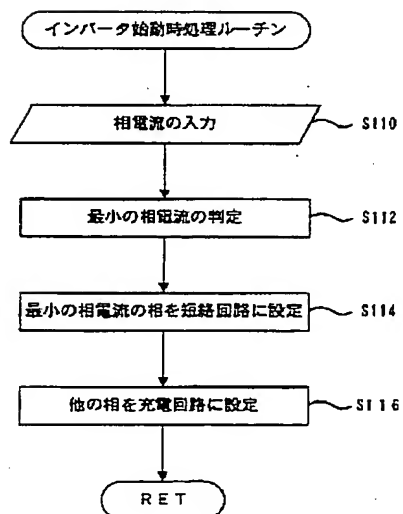 インバータ始動時処理ルーチン
相電流の入力
S110
最小の相電流の判定
S112
最小の相電流の相を短絡回路に設定
S114
他の相を充電回路に設定
S116
RET